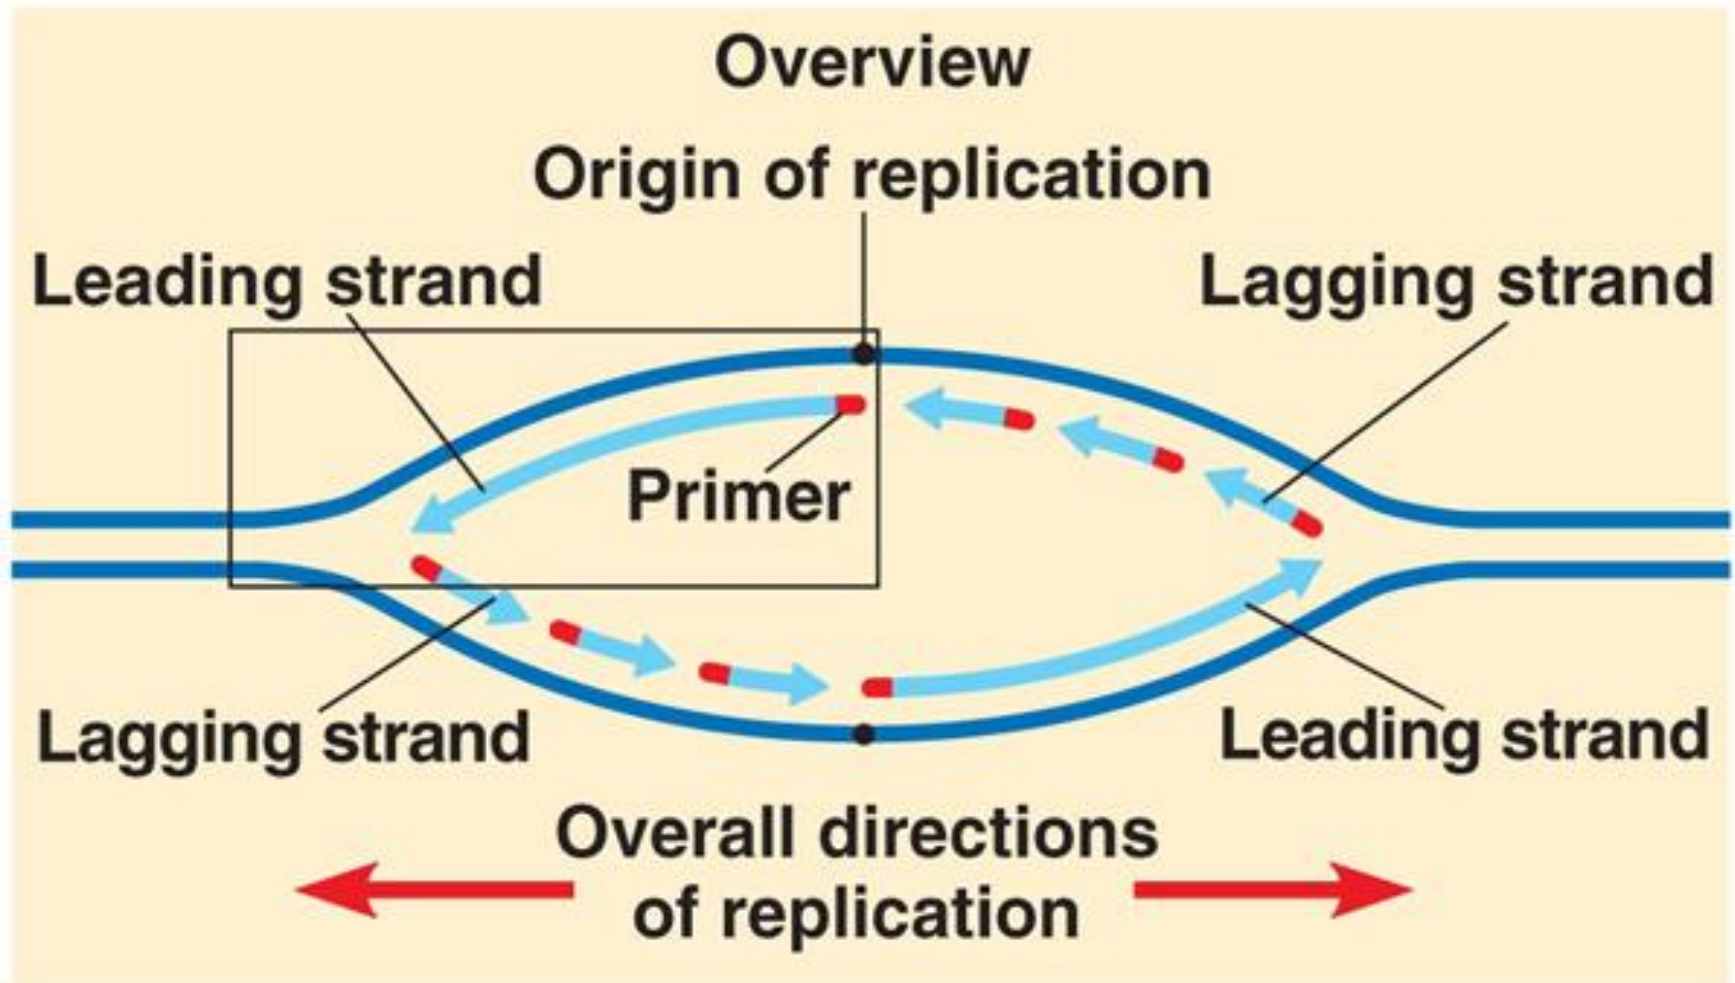 Overview
Origin of replication
Leading strand
Lagging strand
Primer
Lagging strand
Leading strand
Overall directions
of replication